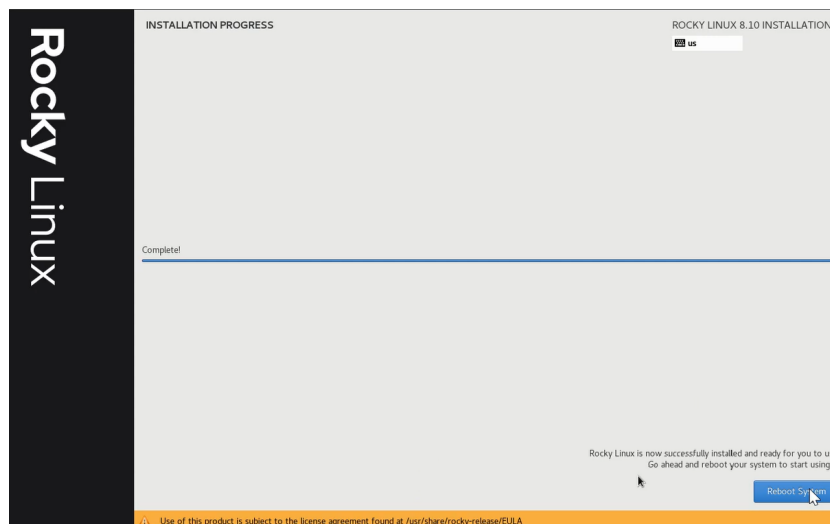 Rocky Linux
INSTALLATION PROGRESS
ROCKY LINUX 8.10 INSTALLATION
us
Complete!
Rocky Linux is now successfully installed and ready for you to u
Go ahead and reboot your system to start using
Reboot System
Use of this product is subject to the license agreement found at /usr/share/rocky-release/EULA